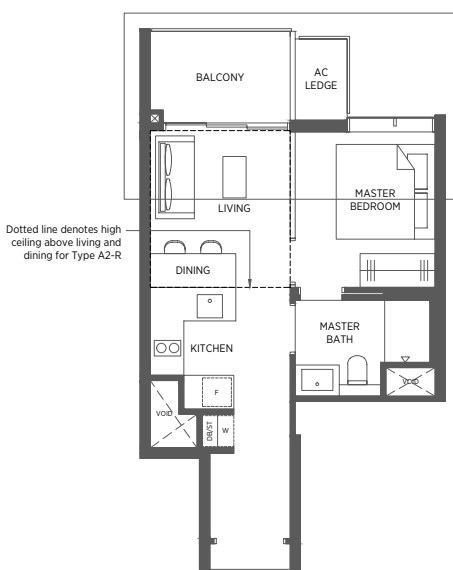 BALCONY
AC
LEDGE
MASTER
BEDROOM
LIVING
Dotted line denotes high
ceiling above living and
dining for Type A2-R
DINING
MASTER
BATH
KITCHEN
VOID
F
VOID
DB/ST
W